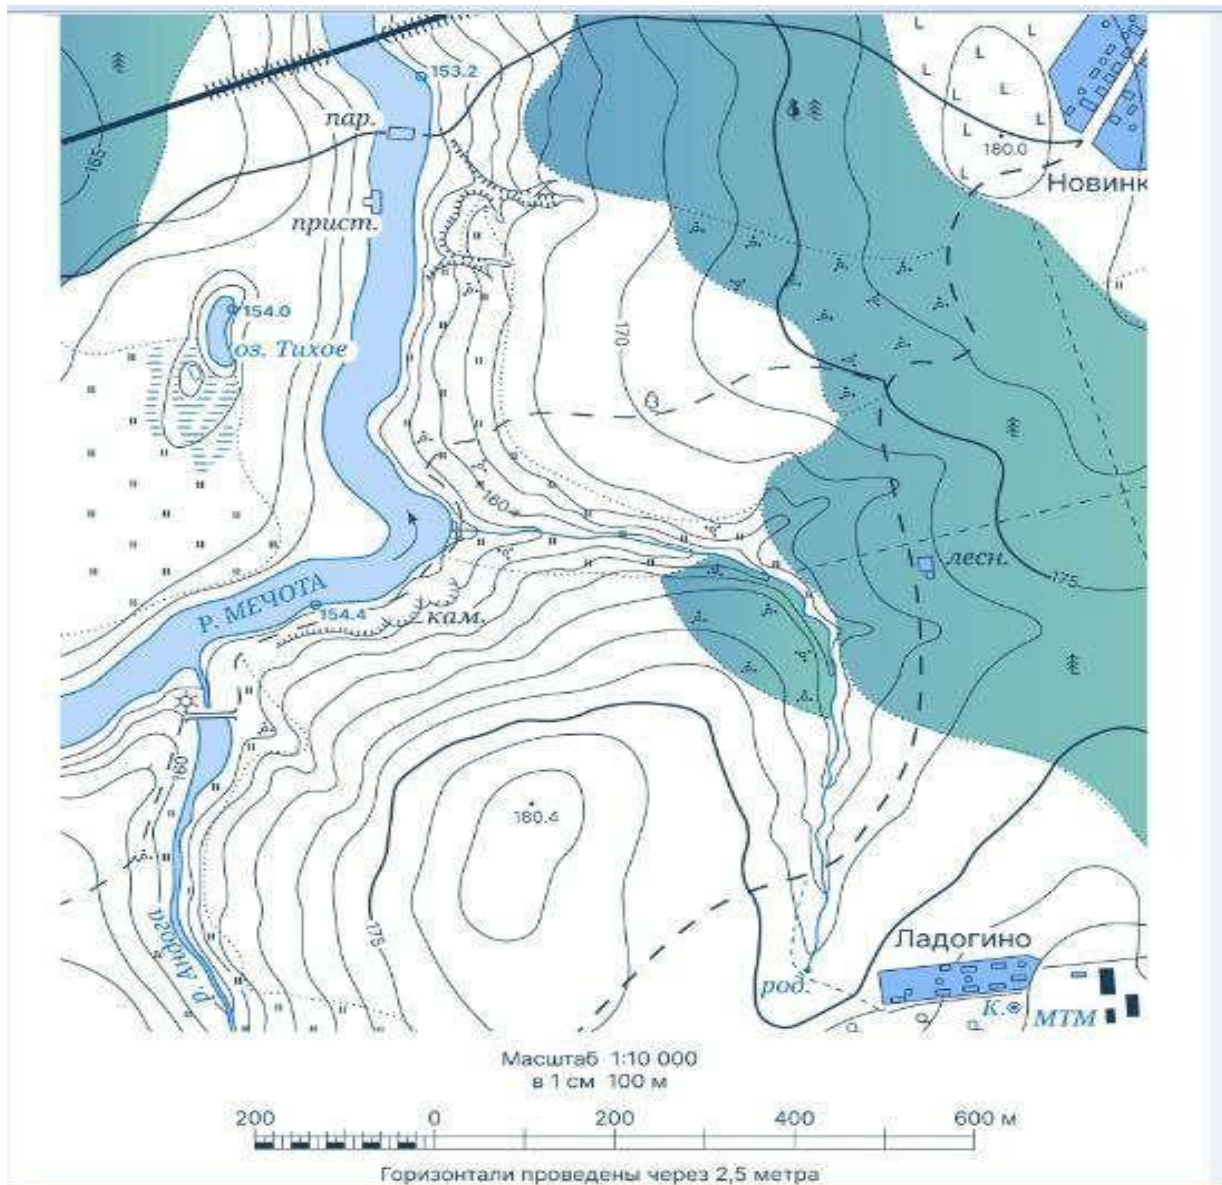 153.2
пар.
165
180.0
Новинк
прист.
154.0
оз. Тихое
170
160
лесн.
175
Р. МЕЧОТА
154.4
кам.
160
180.4
175
р. Андога
Ладогино
род.
К.
МТМ
Масштаб 1:10 000
в 1 см 100 м
200 0 200 400 600 м
Горизонтали проведены через 2,5 метра